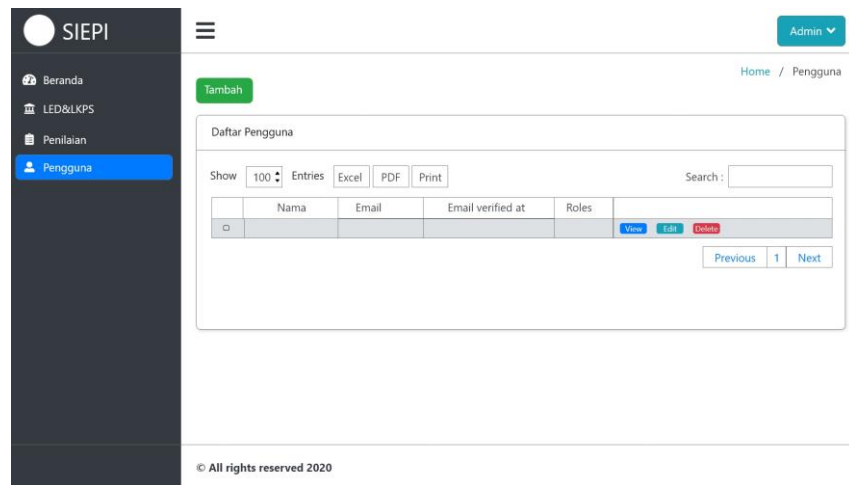 SIEPI
Admin
Home / Pengguna
Beranda
LED&LKPS
Penilaian
Pengguna
Tambah
Daftar Pengguna
Show 100 Entries Excel PDF Print Search :
Nama Email Email verified at Roles
View Edit Delete
Previous 1 Next
© All rights reserved 2020